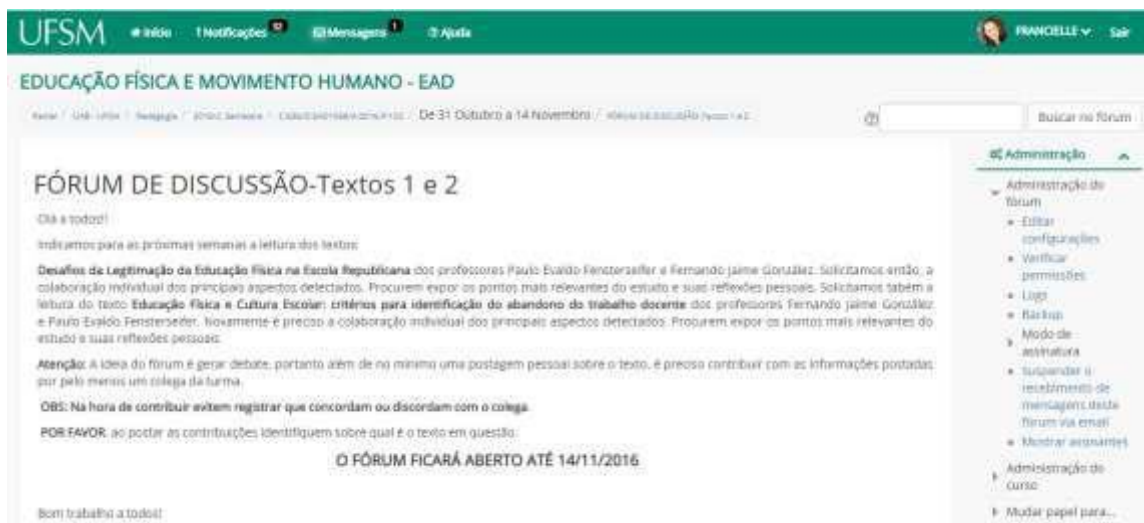 UFSM Início Notificações Mensagens 1 Ajuda FRANCIELLE Sair
EDUCAÇÃO FÍSICA E MOVIMENTO HUMANO - EAD
De 31 Outubro a 14 Novembro / Buscar no fórum
Administração
FÓRUM DE DISCUSSÃO-Textos 1 e 2
Administração do
fórum
Olá a todos!!
Editar
configurações
Indicamos para as próximas semanas a leitura dos textos:
Verificar
permissões
Desafios da Legitimação da Educação Física na Escola Republicana dos professores Paulo Evaldo Fensterseifer e Fernando Jaime González. Solicitamos então, a
colaboração individual dos principais aspectos detectados. Procurem expor os pontos mais relevantes do estudo e suas reflexões pessoais. Solicitamos tabém a
leitura do texto Educação Física e Cultura Escolar: critérios para identificação do abandono do trabalho docente dos professores Fernando Jaime González
e Paulo Evaldo Fensterseifer. Novamente é preciso a colaboração individual dos principais aspectos detectados. Procurem expor os pontos mais relevantes do
estudo e suas reflexões pessoais.
Logs
Backup
Modo de
assinatura
Atenção: A ideia do fórum é gerar debate, portanto além de no mínimo uma postagem pessoal sobre o texto, é preciso contribuir com as informações postadas
por pelo menos um colega da turma.
Suspender o
recebimento de
mensagens deste
fórum via email
OBS: Na hora de contribuir evitem registrar que concordam ou discordam com o colega.
POR FAVOR, ao postar as contribuições identifiquem sobre qual é o texto em questão.
Mostrar assinantes
O FÓRUM FICARÁ ABERTO ATÉ 14/11/2016
Administração do
curso
Bom trabalho a todos!
Mudar papel para...